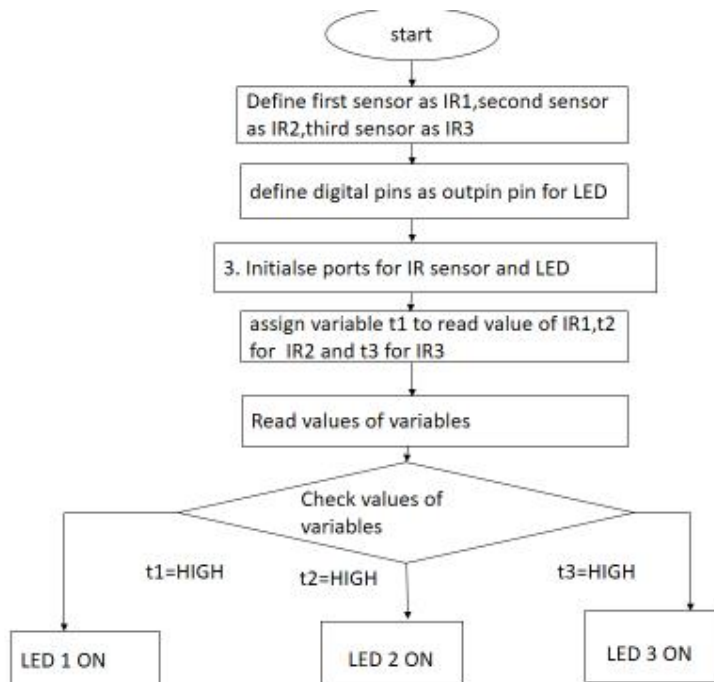 start
Define first sensor as IR1,second sensor
as IR2,third sensor as IR3
define digital pins as outpin pin for LED
3. Initialse ports for IR sensor and LED
assign variable t1 to read value of IR1,t2
for IR2 and t3 for IR3
Read values of variables
Check values of
variables
t1=HIGH
t2=HIGH
t3=HIGH
LED 1 ON
LED 2 ON
LED 3 ON